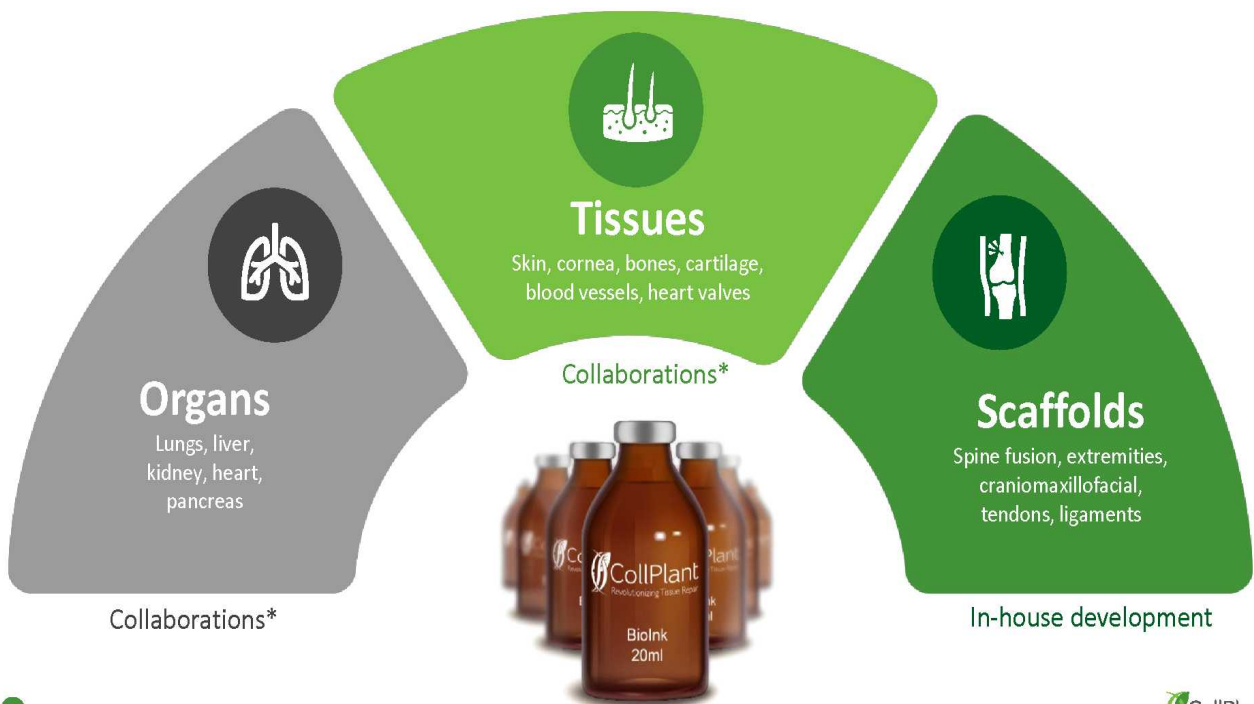 Tissues
Skin, cornea, bones, cartilage,
blood vessels, heart valves
Collaborations*
Organs
Lungs, liver,
kidney, heart,
pancreas
Collaborations*
Scaffolds
Spine fusion, extremities,
craniomaxillofacial,
tendons, ligaments
In-house development
CollPlant
Revolutionizing Tissue Repair
BioInk
20ml